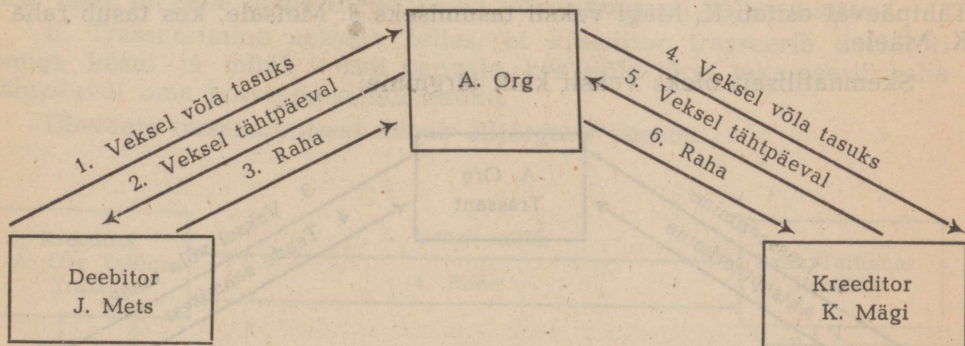 A. Org
1. Veksel võla tasuks
2. Veksel tähtpäeval
3. Raha
4. Veksel võla tasuks
5. Veksel tähtpäeval
6. Raha
Deebitor
J. Mets
Kreeditor
K. Mägi